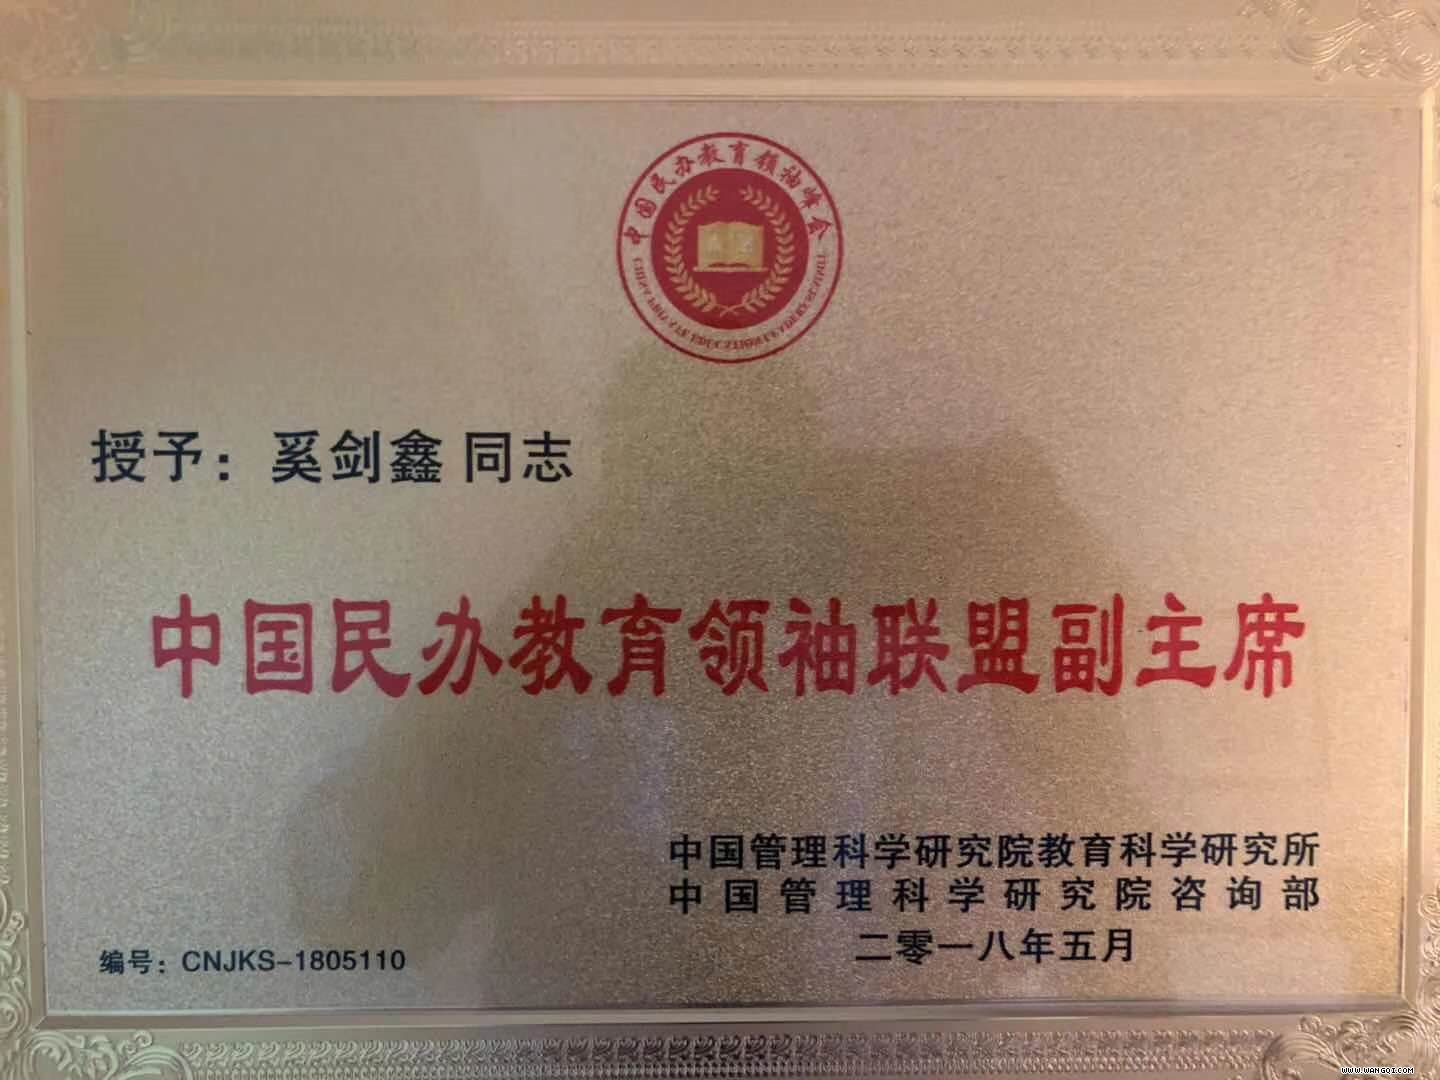 中国民办教育领袖峰会
授予：奚剑鑫 同志
中国民办教育领袖联盟副主席
中国管理科学研究院教育科学研究所
中国管理科学研究院咨询部
二零一八年五月
编号：CNJKS-1805110
WWW.WANGQI.COM